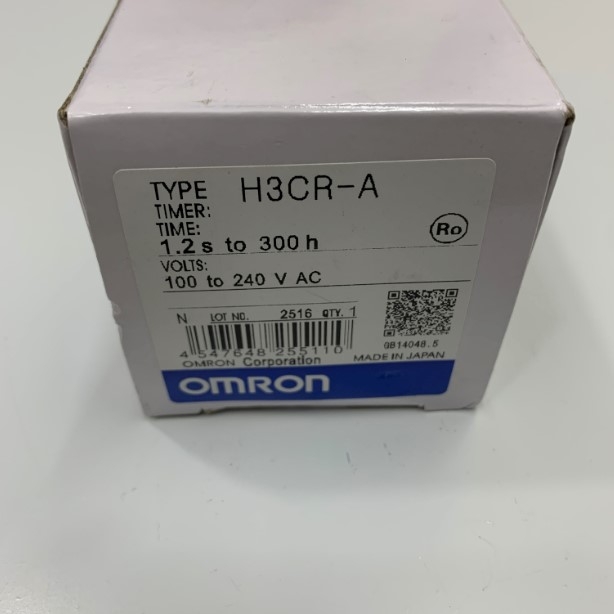 TYPE H3CR-A
TIMER:
TIME:
1.2 s to 300 h
Ro
VOLTS:
100 to 240 V AC
N LOT NO. 2516 QTY. 1
4 547648 255110
GB14048.5
OMRON Corporation MADE IN JAPAN
OMRON